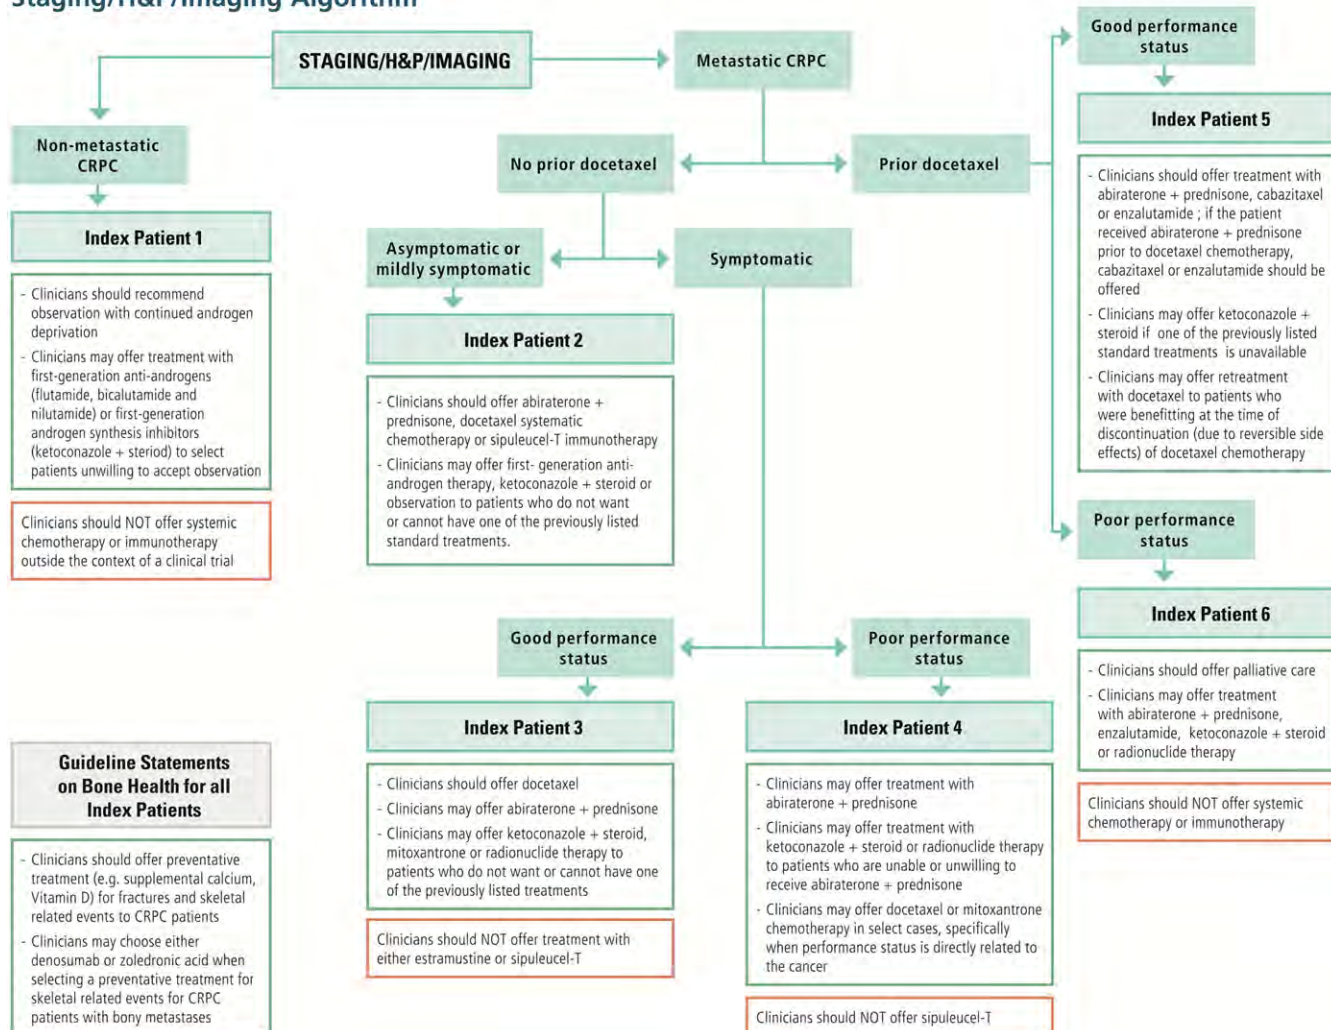 Staging/H&P/Imaging Algorithm
STAGING/H&P/IMAGING
Metastatic CRPC
Good performance
status
Non-metastatic
CRPC
No prior docetaxel
Prior docetaxel
Index Patient 5
- Clinicians should offer treatment with
abiraterone + prednisone, cabazitaxel
or enzalutamide ; if the patient
received abiraterone + prednisone
prior to docetaxel chemotherapy,
cabazitaxel or enzalutamide should be
offered
- Clinicians may offer ketoconazole +
steroid if one of the previously listed
standard treatments is unavailable
- Clinicians may offer retreatment
with docetaxel to patients who
were benefitting at the time of
discontinuation (due to reversible side
effects) of docetaxel chemotherapy
Index Patient 1
- Clinicians should recommend
observation with continued androgen
deprivation
- Clinicians may offer treatment with
first-generation anti-androgens
(flutamide, bicalutamide and
nilutamide) or first-generation
androgen synthesis inhibitors
(ketoconazole + steriod) to select
patients unwilling to accept observation
Clinicians should NOT offer systemic
chemotherapy or immunotherapy
outside the context of a clinical trial
Asymptomatic or
mildly symptomatic
Symptomatic
Index Patient 2
- Clinicians should offer abiraterone +
prednisone, docetaxel systematic
chemotherapy or sipuleucel-T immunotherapy
- Clinicians may offer first- generation anti-
androgen therapy, ketoconazole + steroid or
observation to patients who do not want
or cannot have one of the previously listed
standard treatments.
Poor performance
status
Index Patient 6
- Clinicians should offer palliative care
- Clinicians may offer treatment
with abiraterone + prednisone,
enzalutamide, ketoconazole + steroid
or radionuclide therapy
Clinicians should NOT offer systemic
chemotherapy or immunotherapy
Good performance
status
Poor performance
status
Index Patient 3
- Clinicians should offer docetaxel
- Clinicians may offer abiraterone + prednisone
- Clinicians may offer ketoconazole + steroid,
mitoxantrone or radionuclide therapy to
patients who do not want or cannot have one
of the previously listed treatments
Clinicians should NOT offer treatment with
either estramustine or sipuleucel-T
Index Patient 4
- Clinicians may offer treatment with
abiraterone + prednisone
- Clinicians may offer treatment with
ketoconazole + steroid or radionuclide therapy
to patients who are unable or unwilling to
receive abiraterone + prednisone
- Clinicians may offer docetaxel or mitoxantrone
chemotherapy in select cases, specifically
when performance status is directly related to
the cancer
Clinicians should NOT offer sipuleucel-T
Guideline Statements
on Bone Health for all
Index Patients
- Clinicians should offer preventative
treatment (e.g. supplemental calcium,
Vitamin D) for fractures and skeletal
related events to CRPC patients
- Clinicians may choose either
denosumab or zoledronic acid when
selecting a preventative treatment for
skeletal related events for CRPC
patients with bony metastases